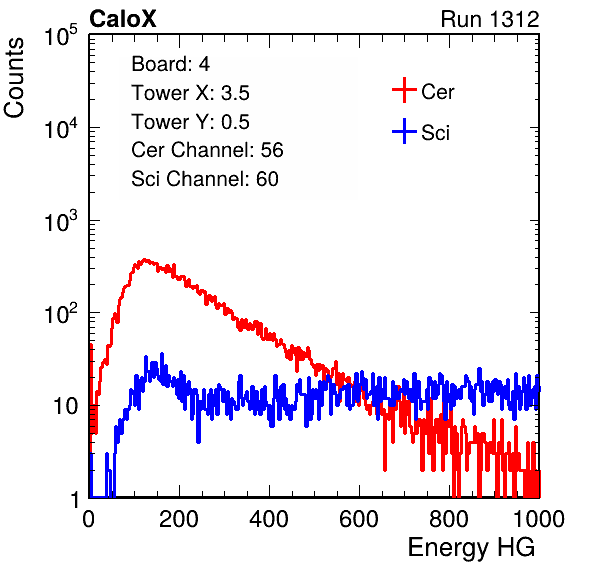 CaloX Run 1312
Counts
Board: 4
Tower X: 3.5
Tower Y: 0.5
Cer Channel: 56
Sci Channel: 60
Cer
Sci
10^5
10^4
10^3
10^2
10
1
0 200 400 600 800 1000
Energy HG